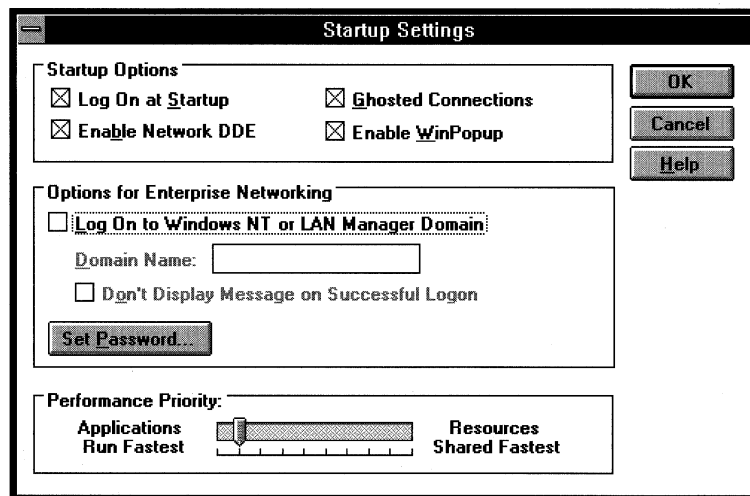 Startup Settings
Startup Options
Log On at Startup
Ghosted Connections
Enable Network DDE
Enable WinPopup
OK
Cancel
Help
Options for Enterprise Networking
Log On to Windows NT or LAN Manager Domain
Domain Name:
Don't Display Message on Successful Logon
Set Password...
Performance Priority:
Applications
Run Fastest
Resources
Shared Fastest